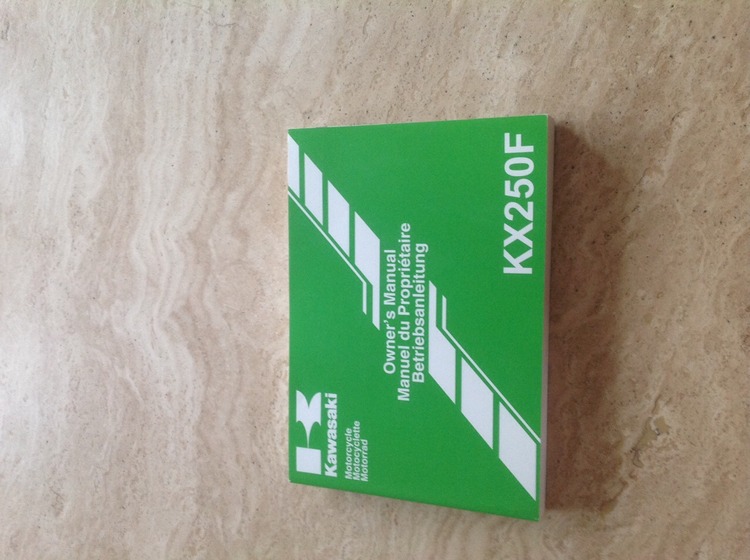 Kawasaki
Motorcycle
Motocyclette
Motorrad
Owner's Manual
Manuel du Propriétaire
Betriebsanleitung
KX250F